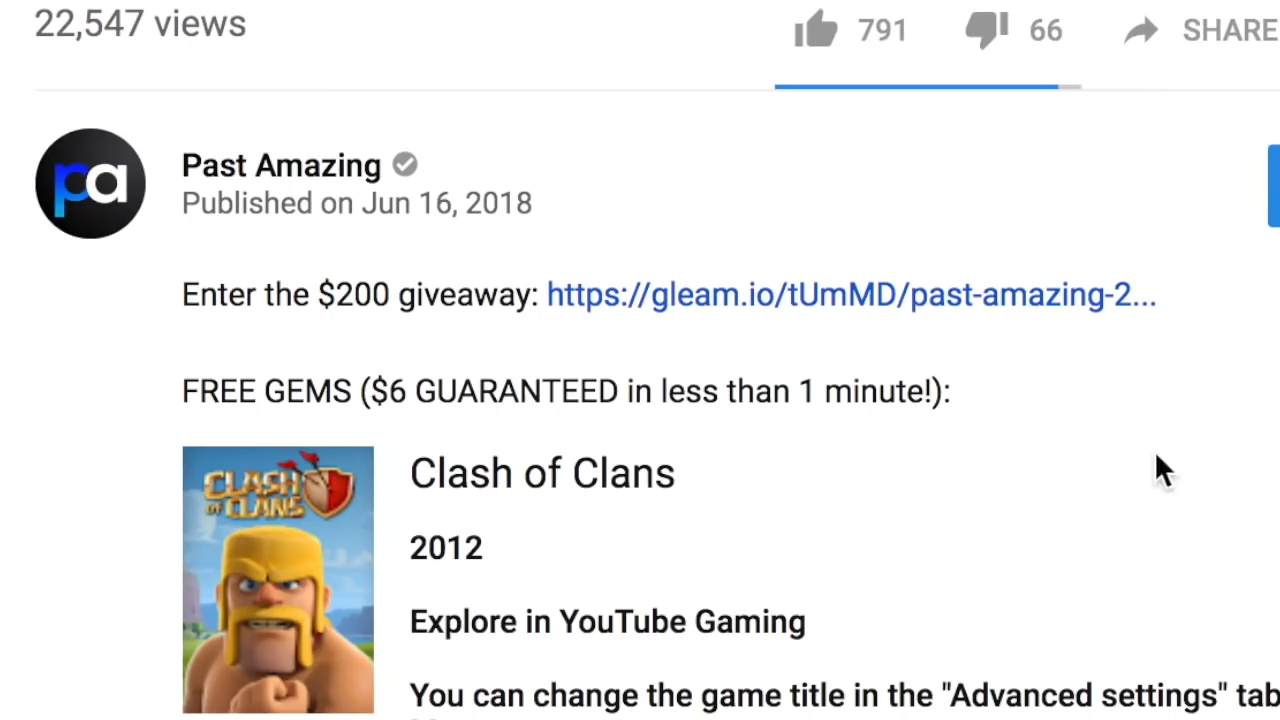 22,547 views
791
66
SHARE
pa
Past Amazing
Published on Jun 16, 2018
Enter the $200 giveaway: https://gleam.io/tUmMD/past-amazing-2...
FREE GEMS ($6 GUARANTEED in less than 1 minute!):
CLASH
OF CLANS
Clash of Clans
2012
Explore in YouTube Gaming
You can change the game title in the "Advanced settings" tab